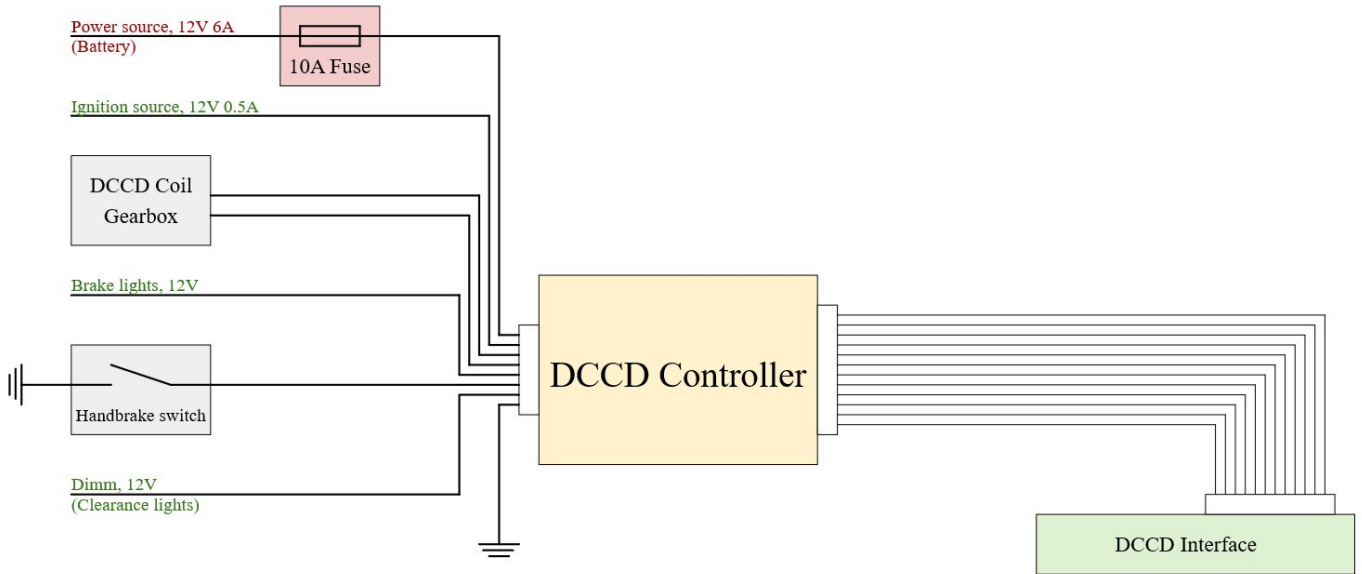 Power source, 12V 6A
(Battery)
10A Fuse
Ignition source, 12V 0.5A
DCCD Coil
Gearbox
Brake lights, 12V
DCCD Controller
Handbrake switch
Dimm, 12V
(Clearance lights)
DCCD Interface